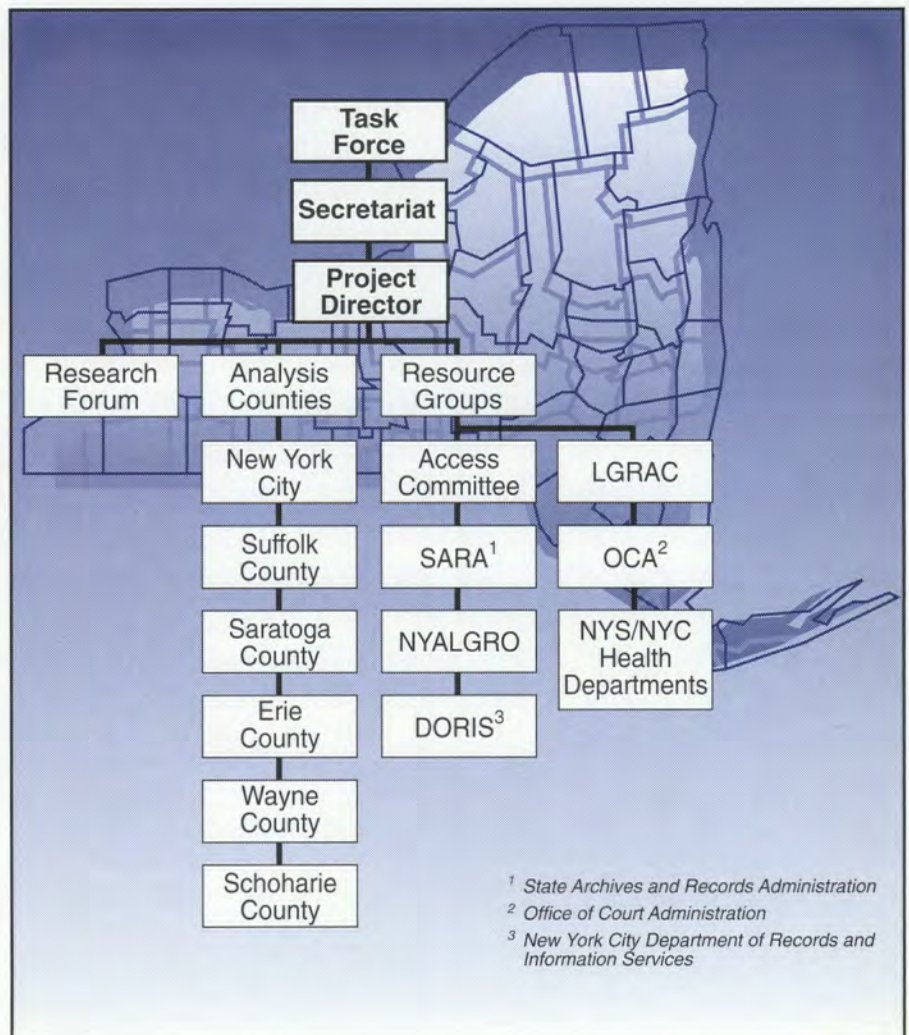 Task
Force
Secretariat
Project
Director
Research
Forum
Analysis
Counties
Resource
Groups
New York
City
Access
Committee
LGRAC
Suffolk
County
SARA¹
OCA²
Saratoga
County
NYALGRO
NYS/NYC
Health
Departments
Erie
County
DORIS³
Wayne
County
Schoharie
County
¹ State Archives and Records Administration
² Office of Court Administration
³ New York City Department of Records and
Information Services